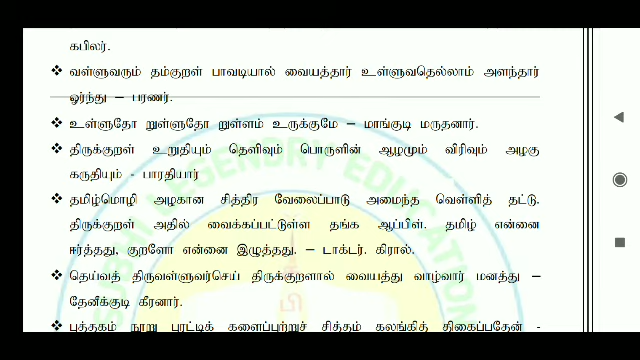 கபிலர்.
❖ வள்ளுவரும் தம்குறள் பாவடியால் வையத்தார் உள்ளுவதெல்லாம் அளந்தார்
ஓர்ந்து – பரணர்.
❖ உள்ளுதோ றுள்ளுதோ றுள்ளம் உருக்குமே – மாங்குடி மருதனார்.
❖ திருக்குறள் உறுதியும் தெளிவும் பொருளின் ஆழமும் விரிவும் அழகு
கருதியும் - பாரதியார்
❖ தமிழ்மொழி அழகான சித்திர வேலைப்பாடு அமைந்த வெள்ளித் தட்டு.
திருக்குறள் அதில் வைக்கப்பட்டுள்ள தங்க ஆப்பிள். தமிழ் என்னை
ஈர்த்தது, குறளோ என்னை இழுத்தது. – டாக்டர். கிரால்.
❖ தெய்வத் திருவள்ளுவர்செய் திருக்குறளால் வையத்து வாழ்வார் மனத்து –
தேனீக்குடி கீரனார்.
❖ புத்தகம் நூறு புரட்டிக் களைப்புற்றுச் சித்தம் கலங்கித் திகைப்பதேன் -
LEGENDRY EDUCATION